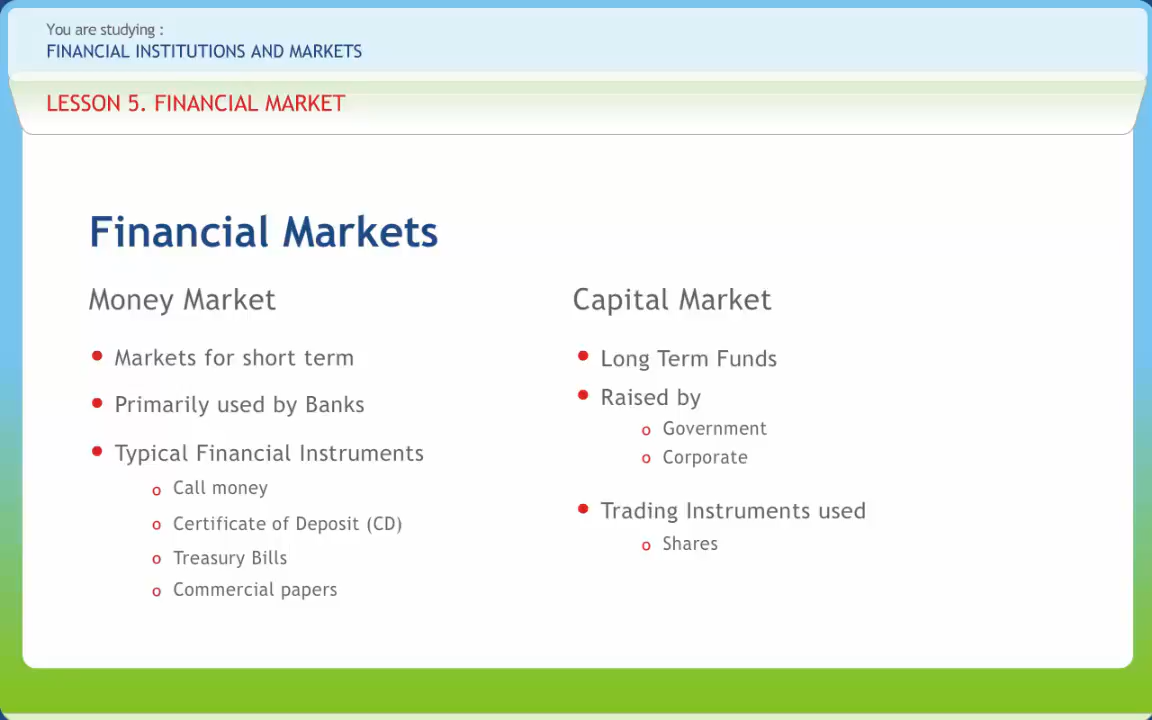 You are studying :
FINANCIAL INSTITUTIONS AND MARKETS
LESSON 5. FINANCIAL MARKET
Financial Markets
Money Market
• Markets for short term
• Primarily used by Banks
• Typical Financial Instruments
o Call money
o Certificate of Deposit (CD)
o Treasury Bills
o Commercial papers
Capital Market
• Long Term Funds
• Raised by
o Government
o Corporate
• Trading Instruments used
o Shares